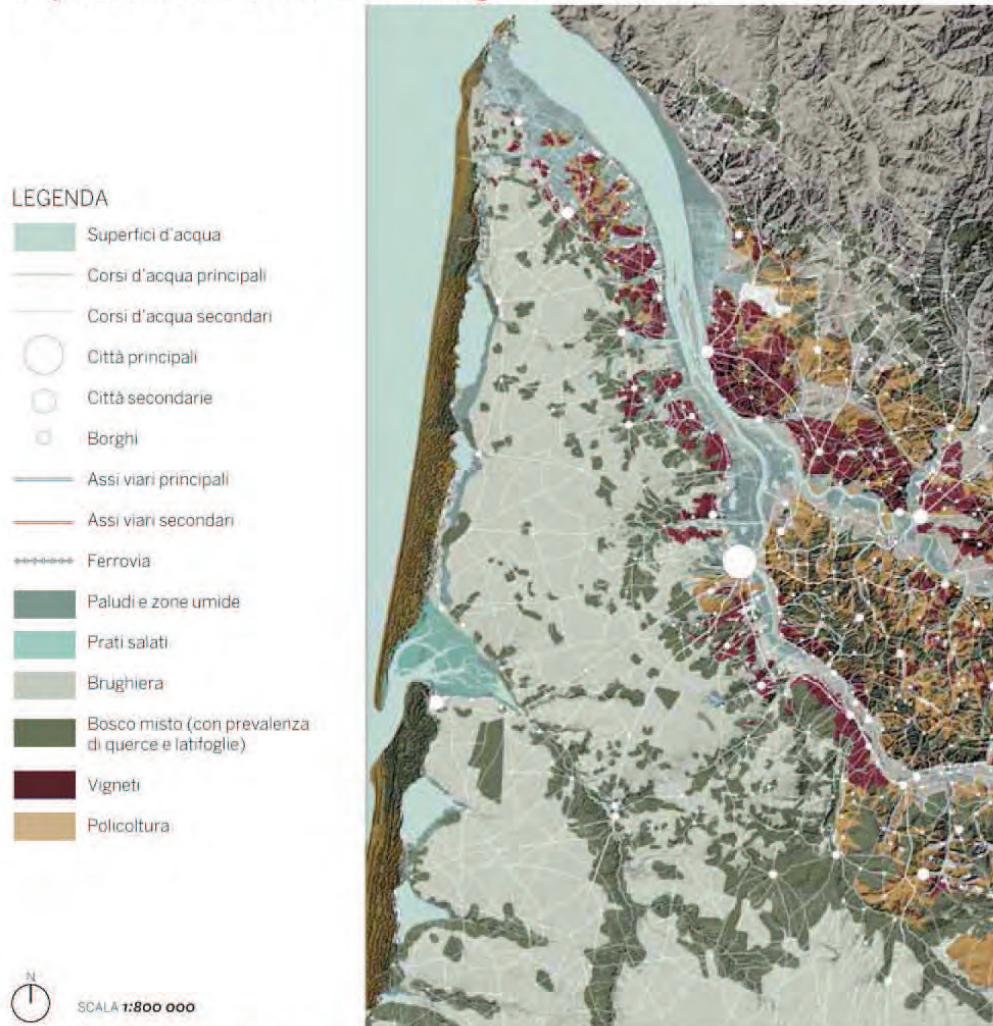 LEGENDA
Superfici d'acqua
Corsi d'acqua principali
Corsi d'acqua secondari
Città principali
Città secondarie
Borghi
Assi viari principali
Assi viari secondari
Ferrovia
Paludi e zone umide
Prati salati
Brughiera
Bosco misto (con prevalenza
di querce e latifoglie)
Vigneti
Policoltura
N
SCALA 1:800 000